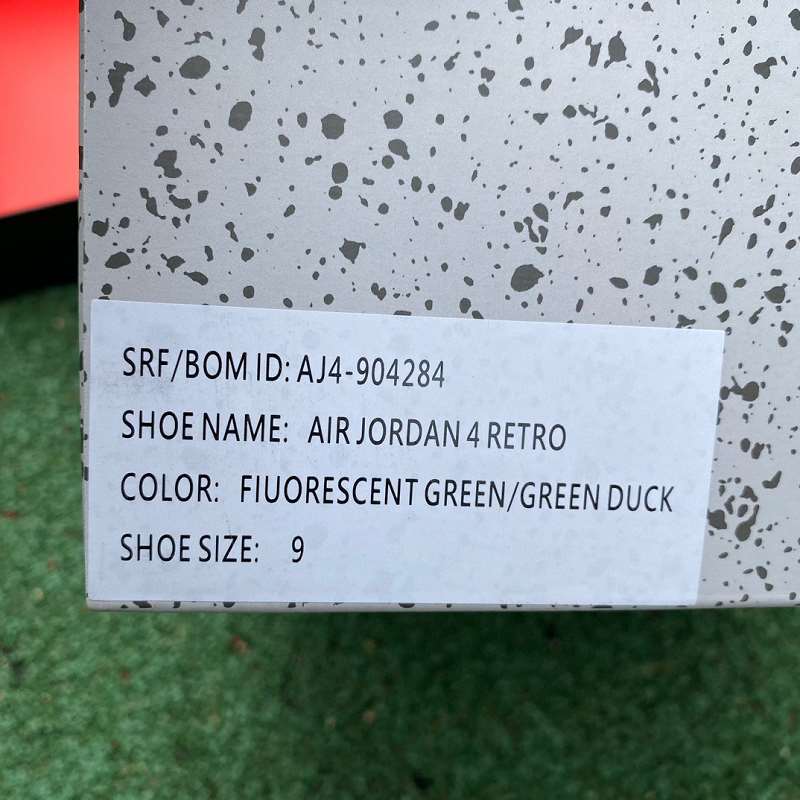 SRF/BOM ID: AJ4-904284
SHOE NAME: AIR JORDAN 4 RETRO
COLOR: FIUORESCENT GREEN/GREEN DUCK
SHOE SIZE: 9